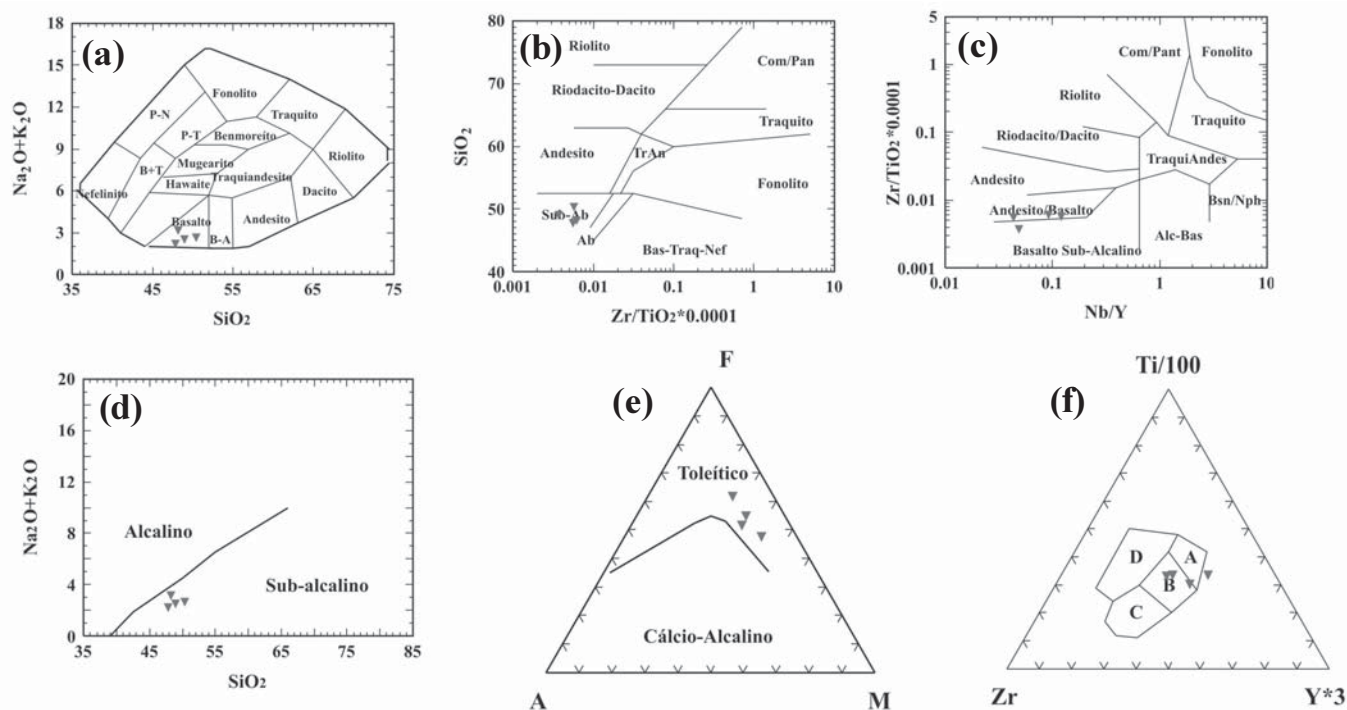 (a)
Na2O+K2O
18
15
12
9
6
3
0
35
45
55
65
75
SiO2
Fonolito
P-N
Traquito
P-T
Benmoreíto
B+T
Mugearito
Riolito
Nefelinito
Hawaite
Traquiandesito
Dacito
Basalto
Andesito
B-A
(b)
SiO2
80
70
60
50
40
0.001
0.01
0.1
1
10
Zr/TiO2*0.0001
Riolito
Com/Pan
Riodacito-Dacito
Traquito
Andesito
TrAn
Fonolito
Sub-Ab
Ab
Bas-Traq-Nef
(c)
Zr/TiO2*0.0001
5
1
0.1
0.01
0.001
0.01
0.1
1
10
Nb/Y
Com/Pant
Fonolito
Riolito
Traquito
Riodacito/Dacito
TraquiAndes
Andesito
Bsn/Nph
Andesito/Basalto
Alc-Bas
Basalto Sub-Alcalino
(d)
Na2O+K2O
20
16
12
8
4
0
35
45
55
65
75
85
SiO2
Alcalino
Sub-alcalino
(e)
F
Toleítico
Cálcio-Alcalino
A
M
(f)
Ti/100
D
A
B
C
Zr
Y*3